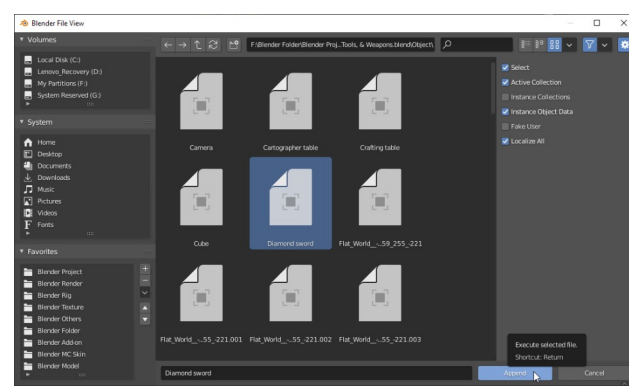 Blender File View
Volumes
Local Disk (C:)
Lenovo_Recovery (D:)
My Partitions (F:)
System Reserved (G:)
System
Home
Desktop
Documents
Downloads
Music
Pictures
Videos
Fonts
Favorites
Blender Project
Blender Render
Blender Rig
Blender Texture
Blender Others
Blender Folder
Blender Add-on
Blender MC Skin
Blender Model
F:\Blender Folder\Blender Proj...Tools, & Weapons.blend\Object\
Camera
Cartographer table
Crafting table
Cube
Diamond sword
Flat_World_-...59_255_-221
Flat_World_-...55_-221.001
Flat_World_-...55_-221.002
Flat_World_-...55_-221.003
Diamond sword
Select
Active Collection
Instance Collections
Instance Object Data
Fake User
Localize All
Execute selected file.
Shortcut: Return
Append
Cancel